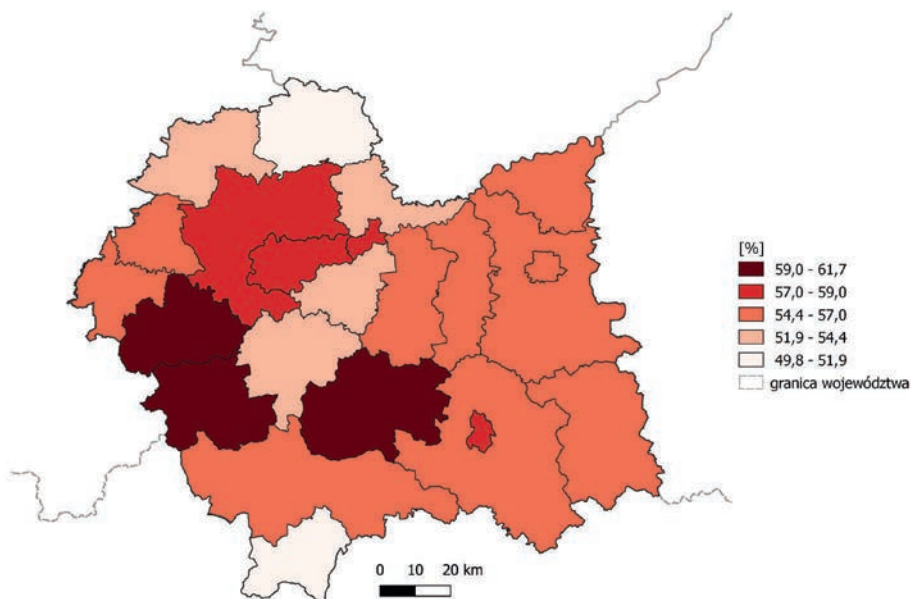 [%]
59,0 - 61,7
57,0 - 59,0
54,4 - 57,0
51,9 - 54,4
49,8 - 51,9
granica województwa
0 10 20 km